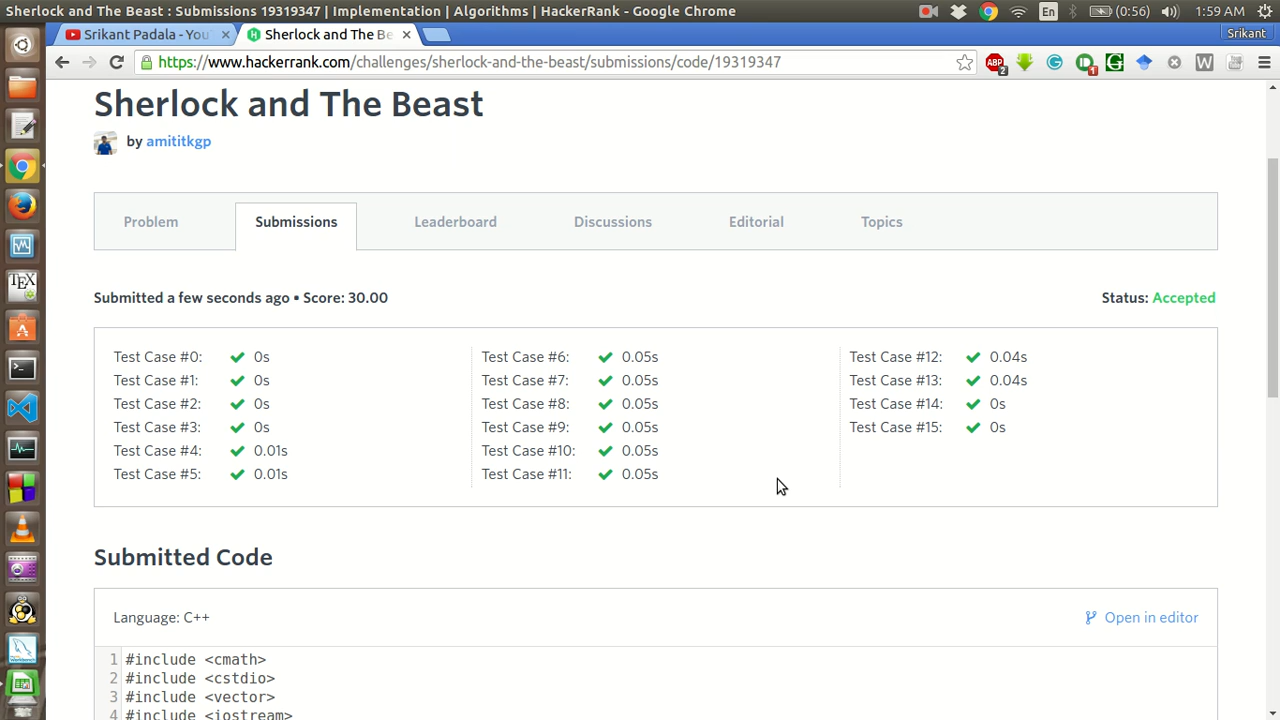 Sherlock and The Beast : Submissions 19319347 | Implementation | Algorithms | HackerRank - Google Chrome
En
(0:56)
1:59 AM
Srikant Padala - You
Sherlock and The Be
Srikant
https://www.hackerrank.com/challenges/sherlock-and-the-beast/submissions/code/19319347
ABP
2
1
G
W
Sherlock and The Beast
by amititkgp
Problem
Submissions
Leaderboard
Discussions
Editorial
Topics
Submitted a few seconds ago • Score: 30.00
Status: Accepted
Test Case #0: 0s
Test Case #1: 0s
Test Case #2: 0s
Test Case #3: 0s
Test Case #4: 0.01s
Test Case #5: 0.01s
Test Case #6: 0.05s
Test Case #7: 0.05s
Test Case #8: 0.05s
Test Case #9: 0.05s
Test Case #10: 0.05s
Test Case #11: 0.05s
Test Case #12: 0.04s
Test Case #13: 0.04s
Test Case #14: 0s
Test Case #15: 0s
Submitted Code
Language: C++
Open in editor
1 #include <cmath>
2 #include <cstdio>
3 #include <vector>
4 #include <iostream>
TEX